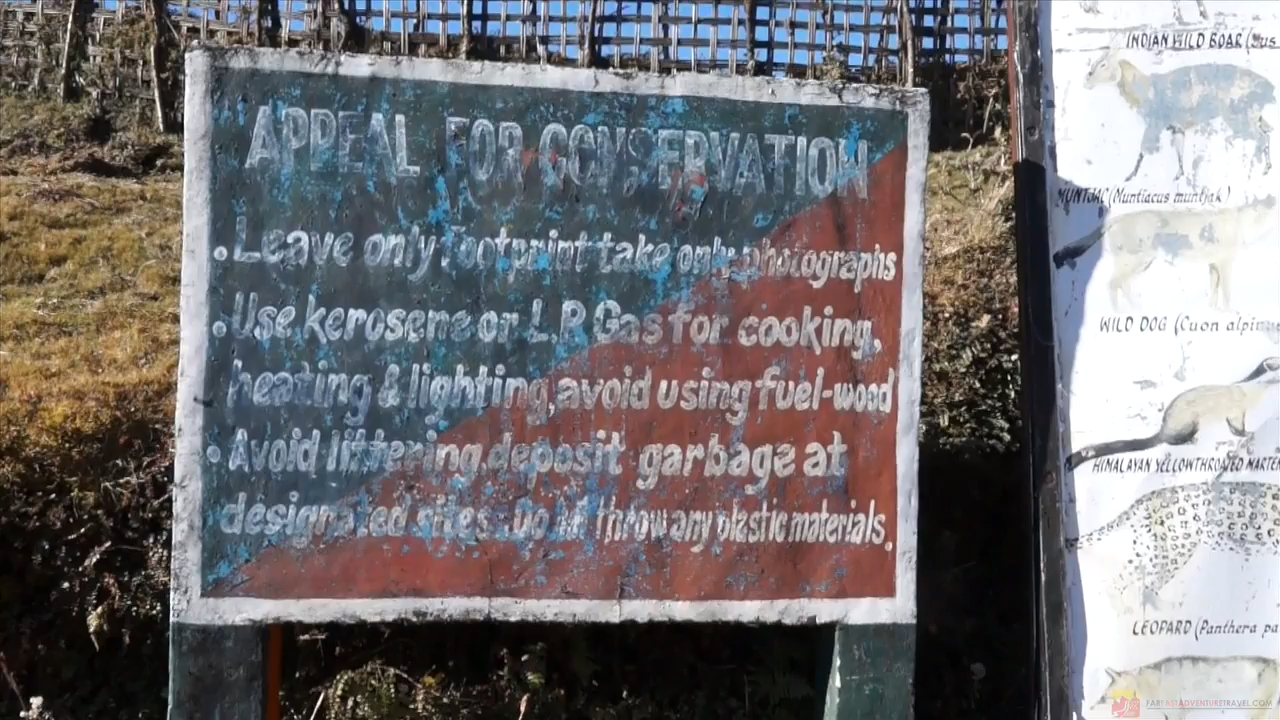 APPEAL FOR CONSERVATION
• Leave only footprint take only photographs
• Use kerosene or L.P. Gas for cooking,
heating & lighting, avoid using fuel-wood
• Avoid littering, deposit garbage at
designated sites. Do not throw any plastic materials.
INDIAN WILD BOAR (Sus
MUNTJAC (Muntiacus muntjak)
WILD DOG (Cuon alpin
HIMALAYAN YELLOWTHROATED MARTEN
LEOPARD (Panthera pa
FAREASTADVENTURETRAVEL.COM